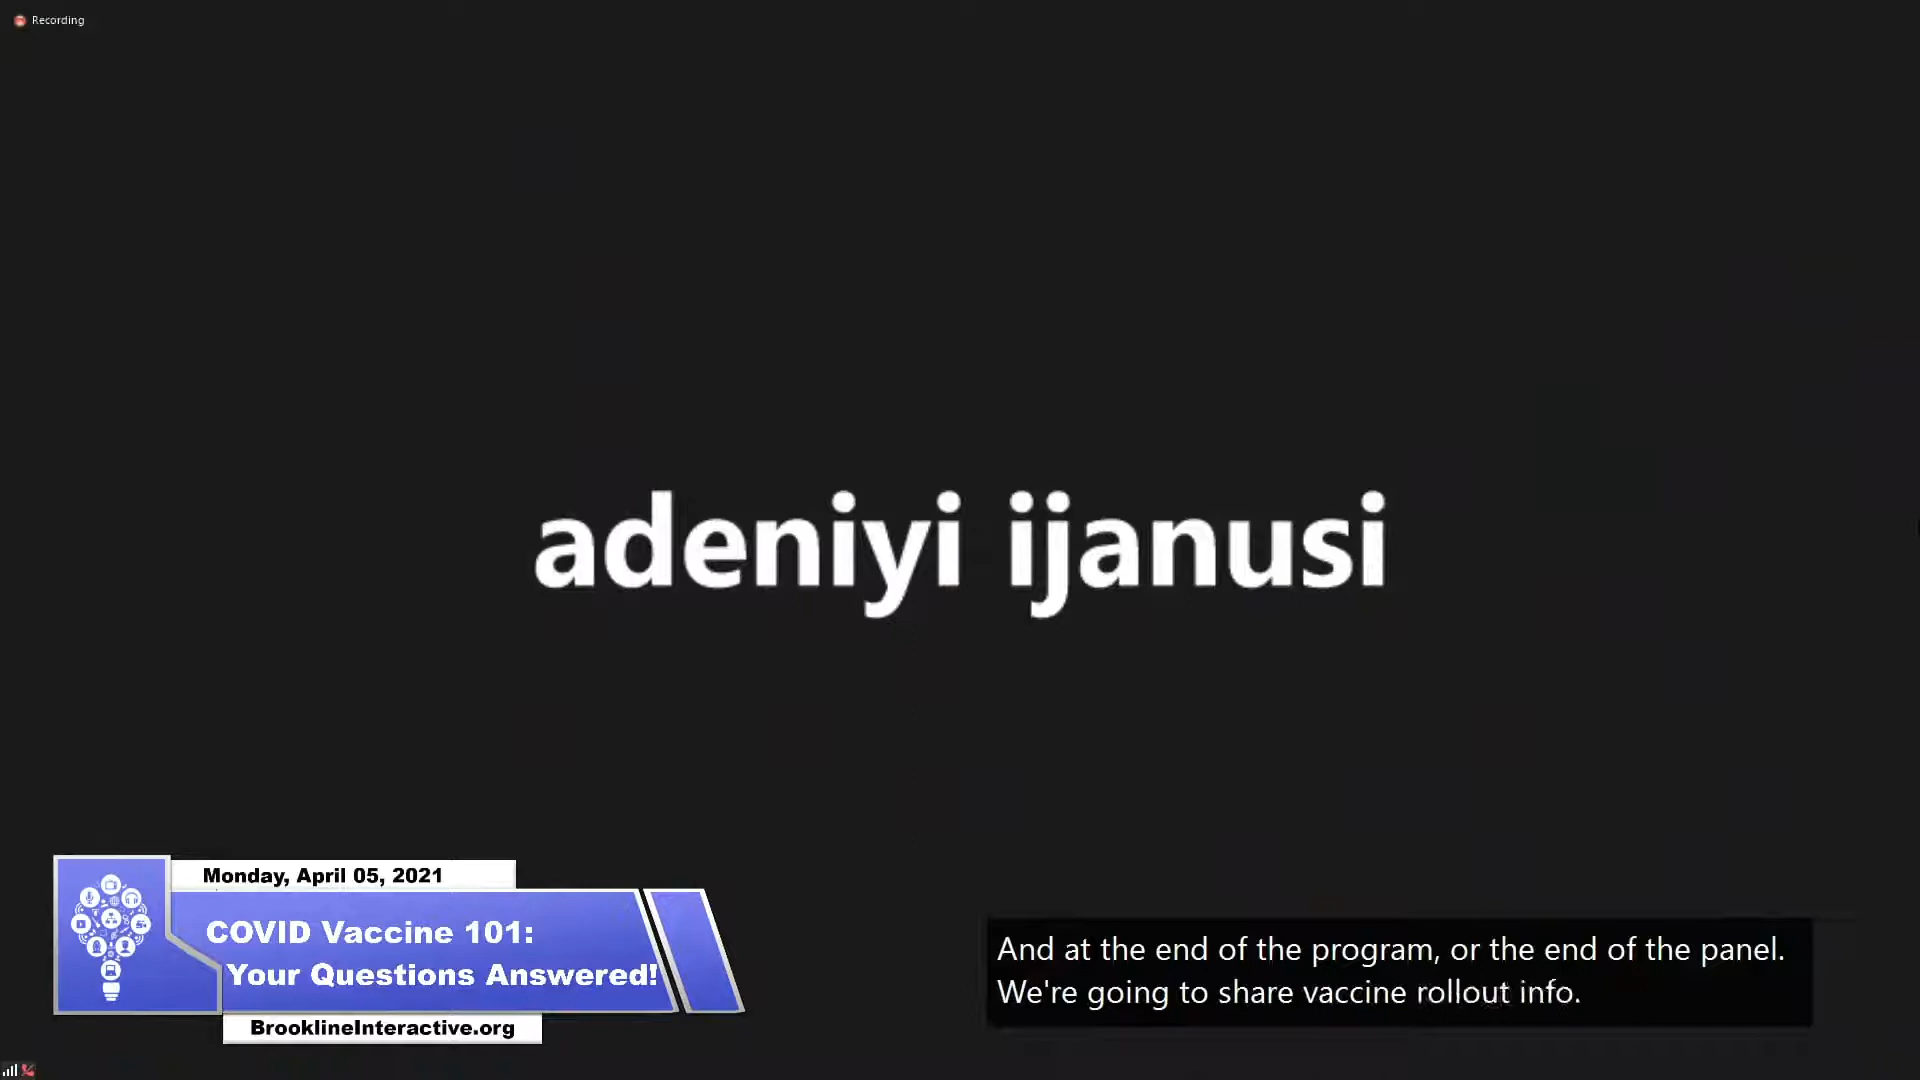 Recording
adeniyi ijanusi
Monday, April 05, 2021
COVID Vaccine 101:
Your Questions Answered!
BrooklineInteractive.org
And at the end of the program, or the end of the panel.
We're going to share vaccine rollout info.